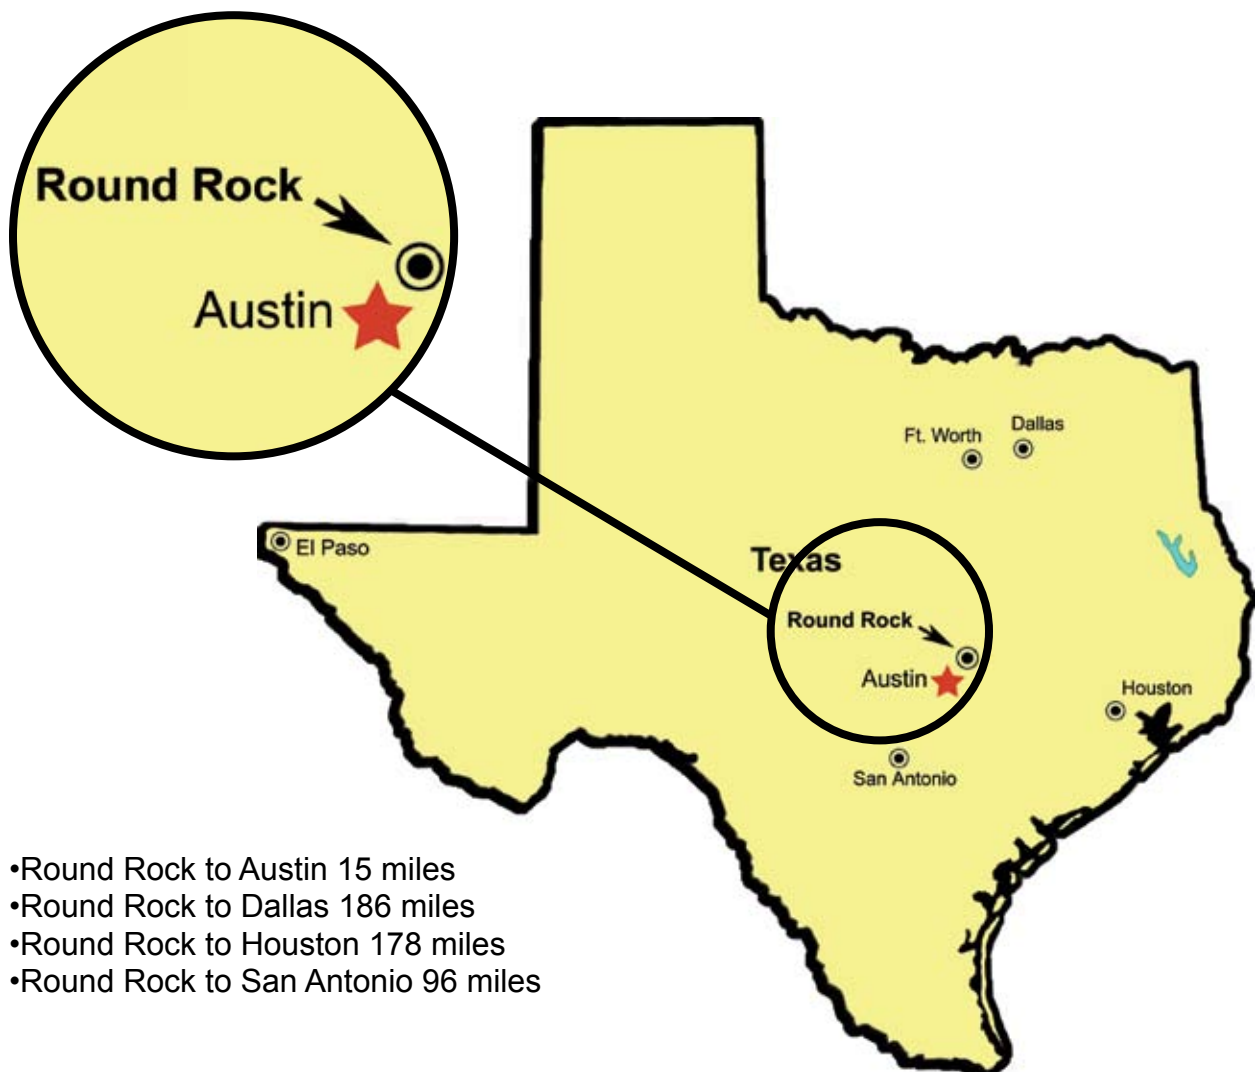 Round Rock
Austin
Ft. Worth
Dallas
El Paso
Texas
Round Rock
Austin
Houston
San Antonio
•Round Rock to Austin 15 miles
•Round Rock to Dallas 186 miles
•Round Rock to Houston 178 miles
•Round Rock to San Antonio 96 miles